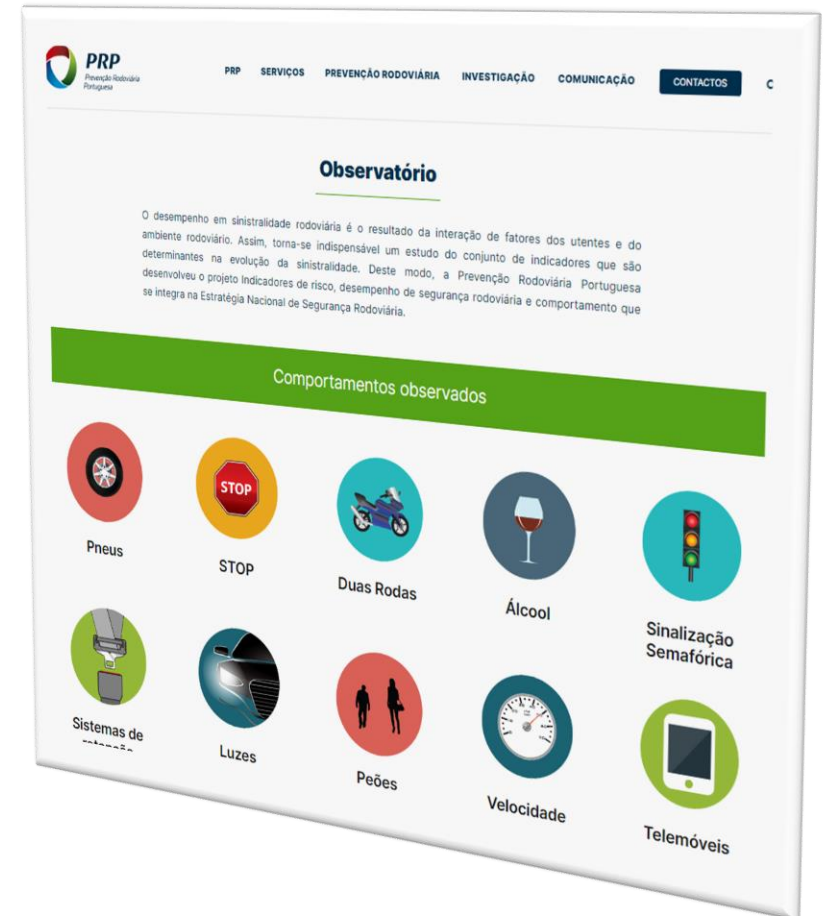 PRP
Prevenção Rodoviária
Portuguesa
PRP SERVIÇOS PREVENÇÃO RODOVIÁRIA INVESTIGAÇÃO COMUNICAÇÃO CONTACTOS
Observatório
O desempenho em sinistralidade rodoviária é o resultado da interação de fatores dos utentes e do
ambiente rodoviário. Assim, torna-se indispensável um estudo do conjunto de indicadores que são
determinantes na evolução da sinistralidade. Deste modo, a Prevenção Rodoviária Portuguesa
desenvolveu o projeto Indicadores de risco, desempenho de segurança rodoviária e comportamento que
se integra na Estratégia Nacional de Segurança Rodoviária.
Comportamentos observados
STOP
Pneus
STOP
Duas Rodas
Álcool
Sinalização
Semafórica
Sistemas de
Luzes
Peões
Velocidade
Telemóveis